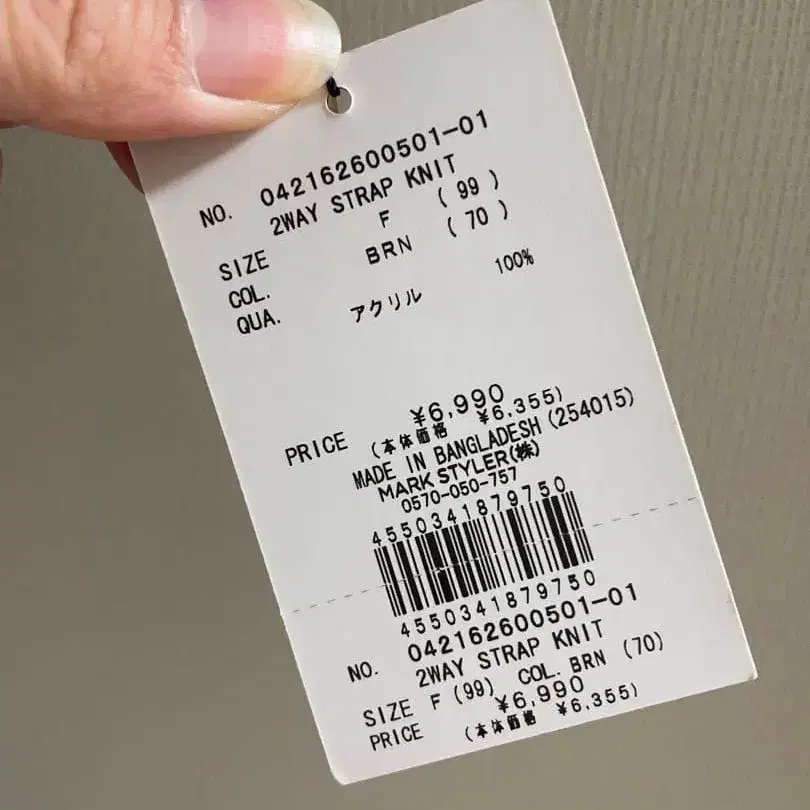 NO. 042162600501-01
2WAY STRAP KNIT
SIZE F (99)
COL. BRN (70)
QUA. アクリル 100%
PRICE ¥6,990
(本体価格 ¥6,355)
MADE IN BANGLADESH(254015)
MARK STYLER(株)
0570-050-757
4550341879750
4550341879750
NO. 042162600501-01
2WAY STRAP KNIT
SIZE F (99) COL. BRN (70)
PRICE ¥6,990
(本体価格 ¥6,355)